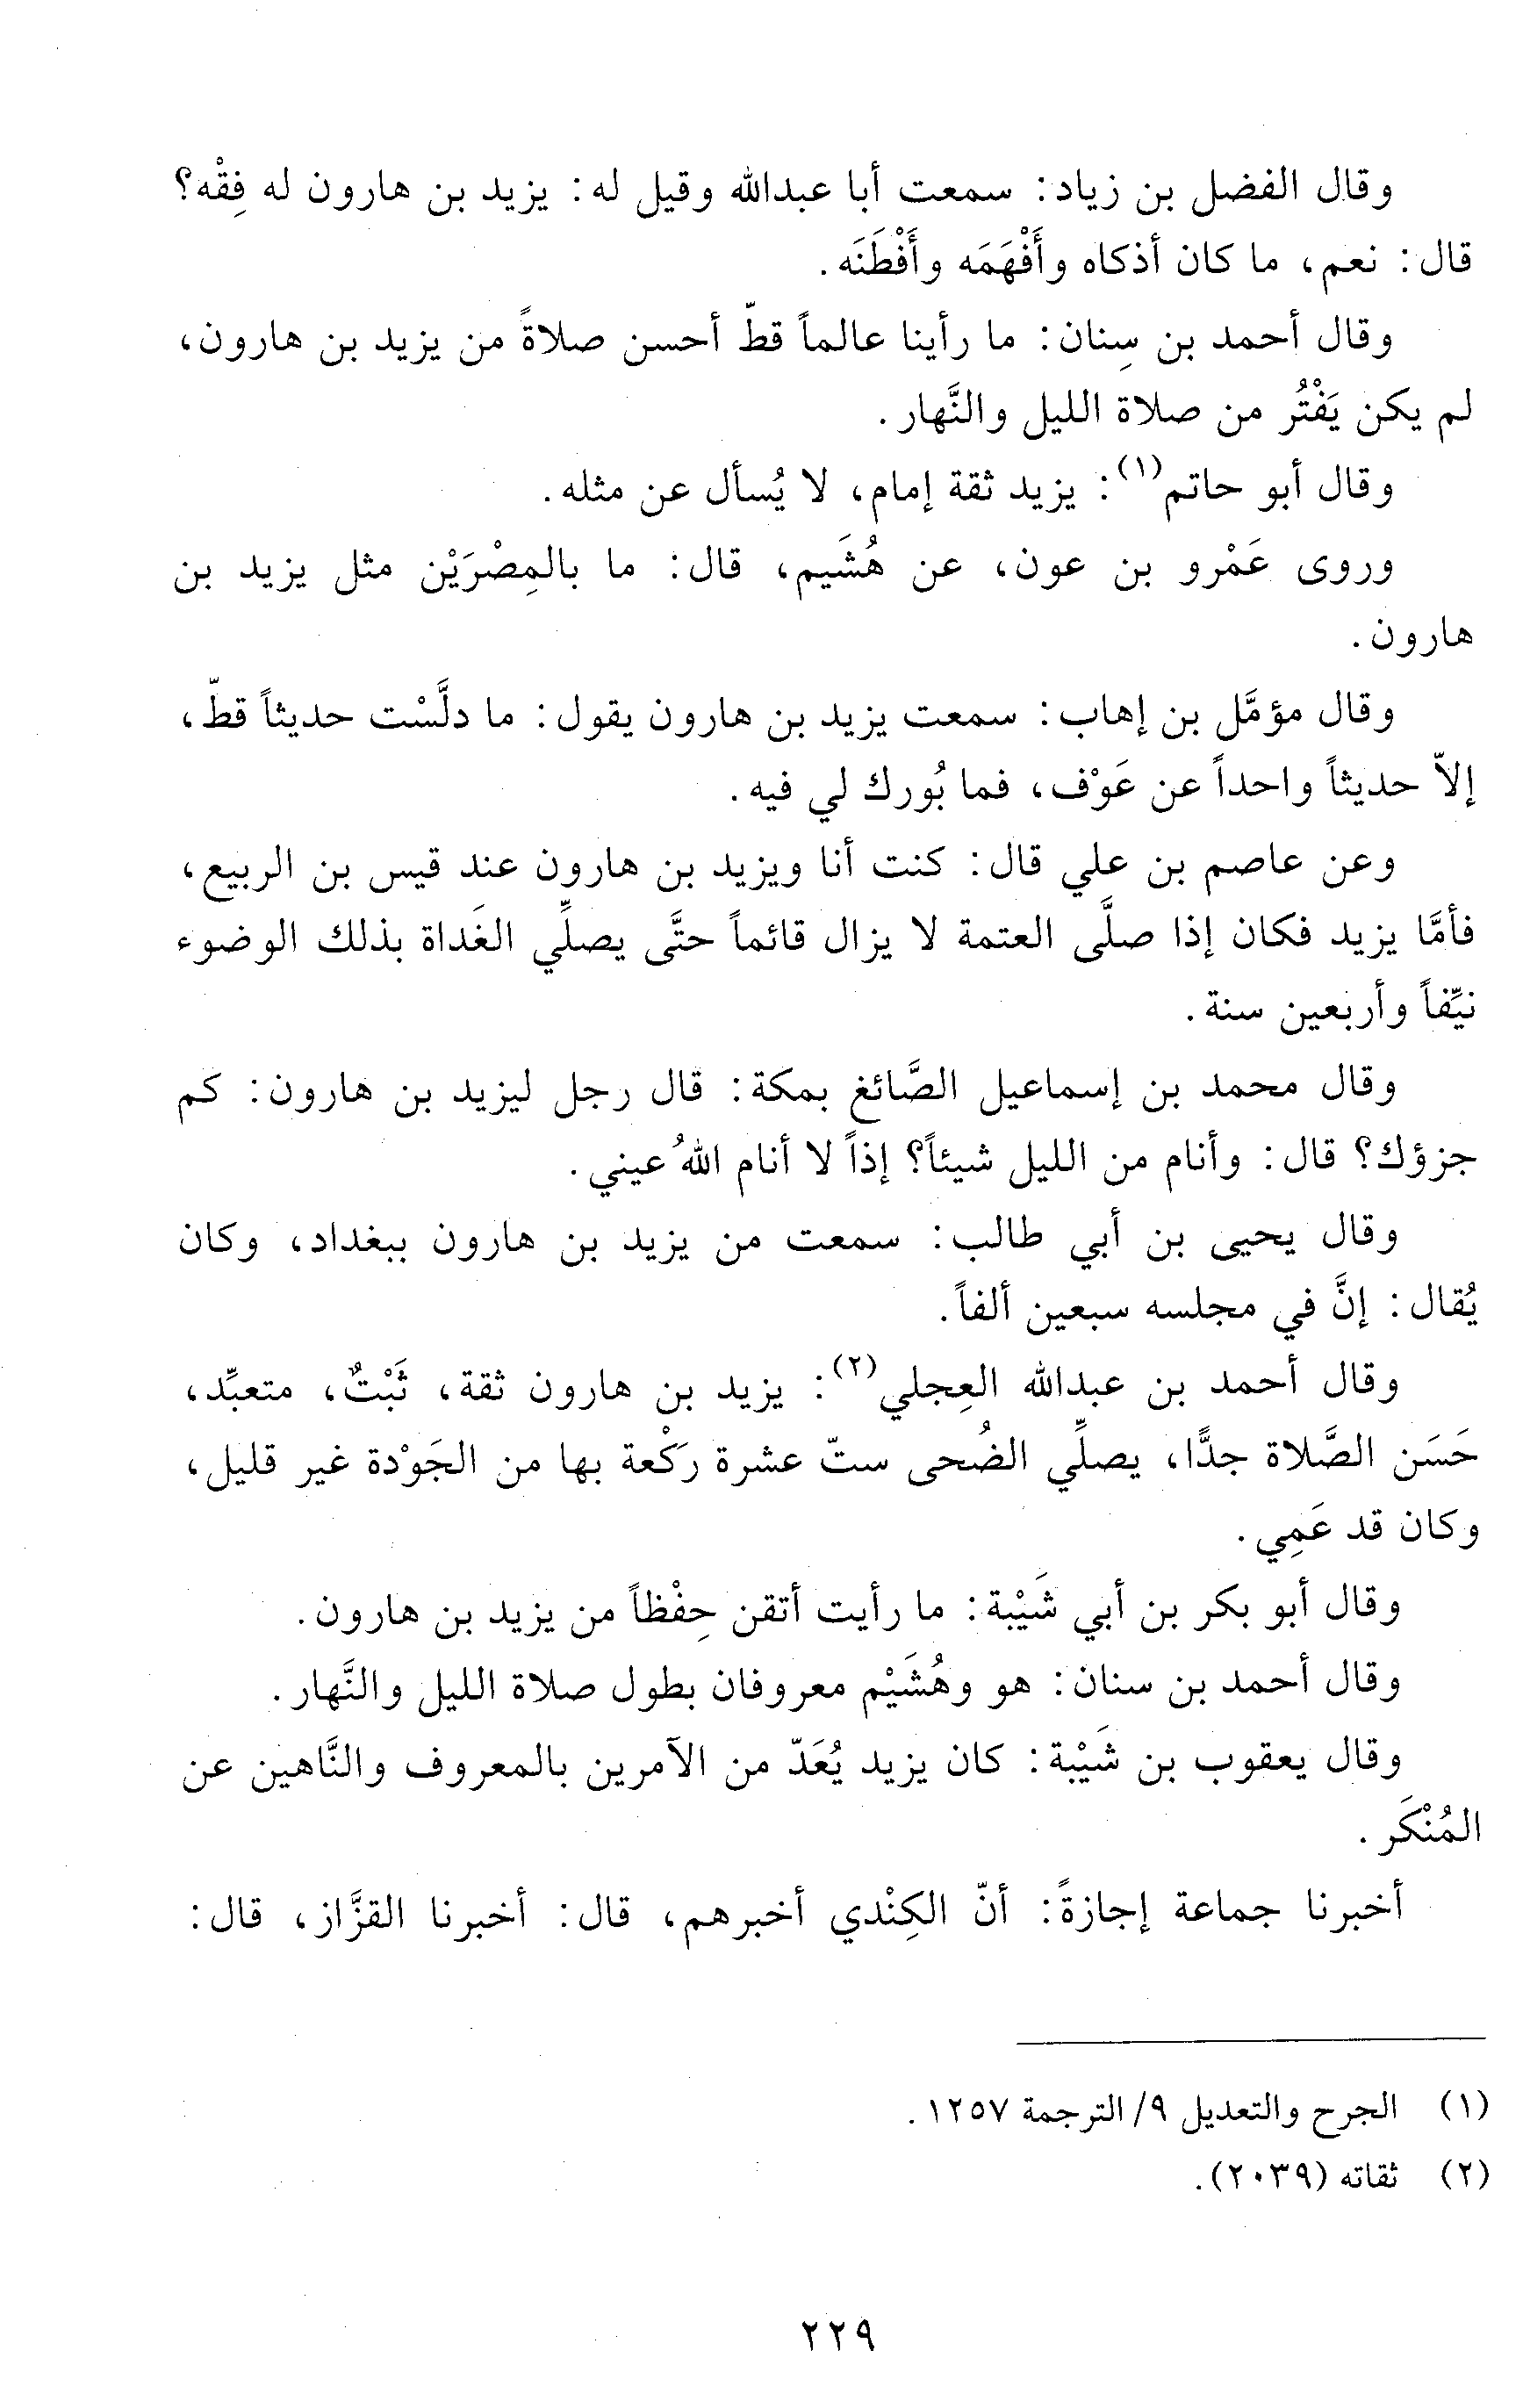 وقال الفضل بن زياد: سمعت أبا عبدالله وقيل له: يزيد بن هارون له فِقْه؟
قال: نعم، ما كان أذكاه وأَفْهَمَه وأَفْطَنَه.
وقال أحمد بن سِنان: ما رأينا عالماً قطّ أحسن صلاةً من يزيد بن هارون،
لم يكن يَفْتُر من صلاة الليل والنَّهار.
وقال أبو حاتم(١): يزيد ثقة إمام، لا يُسأل عن مثله.
وروى عَمْرو بن عون، عن هُشَيم، قال: ما بالمِصْرَيْن مثل يزيد بن
هارون.
وقال مؤمَّل بن إهاب: سمعت يزيد بن هارون يقول: ما دلَّسْت حديثاً قطّ،
إلاّ حديثاً واحداً عن عَوْف، فما بُورك لي فيه.
وعن عاصم بن علي قال: كنت أنا ويزيد بن هارون عند قيس بن الربيع،
فأمَّا يزيد فكان إذا صلَّى العتمة لا يزال قائماً حتَّى يصلِّي الغَداة بذلك الوضوء
نيِّفاً وأربعين سنة.
وقال محمد بن إسماعيل الصَّائغ بمكة: قال رجل ليزيد بن هارون: كم
جزؤك؟ قال: وأنام من الليل شيئاً؟ إذاً لا أنام اللهُ عيني.
وقال يحيى بن أبي طالب: سمعت من يزيد بن هارون ببغداد، وكان
يُقال: إنَّ في مجلسه سبعين ألفاً.
وقال أحمد بن عبدالله العِجلي(٢): يزيد بن هارون ثقة، ثَبْتٌ، متعبِّد،
حَسَن الصَّلاة جدًّا، يصلِّي الضُحى ستّ عشرة رَكْعة بها من الجَوْدة غير قليل،
وكان قد عَمِي.
وقال أبو بكر بن أبي شَيْبة: ما رأيت أتقن حِفْظاً من يزيد بن هارون.
وقال أحمد بن سنان: هو وهُشَيْم معروفان بطول صلاة الليل والنَّهار.
وقال يعقوب بن شَيْبة: كان يزيد يُعَدّ من الآمرين بالمعروف والنَّاهين عن
المُنْكَر.
أخبرنا جماعة إجازةً: أنّ الكِنْدي أخبرهم، قال: أخبرنا القزَّاز، قال:
(١) الجرح والتعديل ٩/ الترجمة ١٢٥٧.
(٢) ثقاته (٢٠٣٩).
٢٢٩